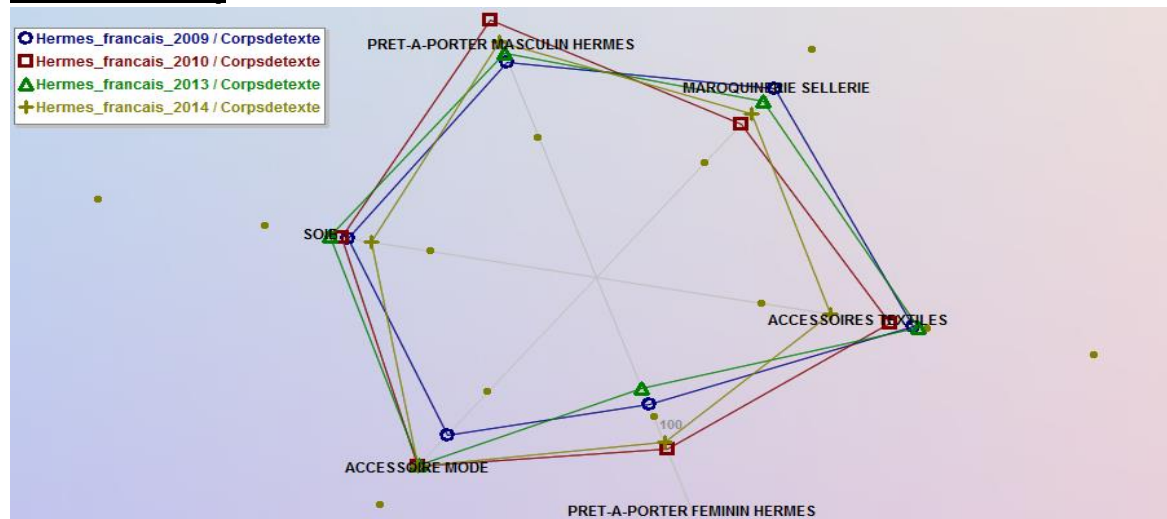 Hermes_francais_2009 / Corpsdetexte
Hermes_francais_2010 / Corpsdetexte
Hermes_francais_2013 / Corpsdetexte
Hermes_francais_2014 / Corpsdetexte
PRET-A-PORTER MASCULIN HERMES
MAROQUINERIE SELLERIE
SOIE
ACCESSOIRES TEXTILES
100
ACCESSOIRE MODE
PRET-A-PORTER FEMININ HERMES